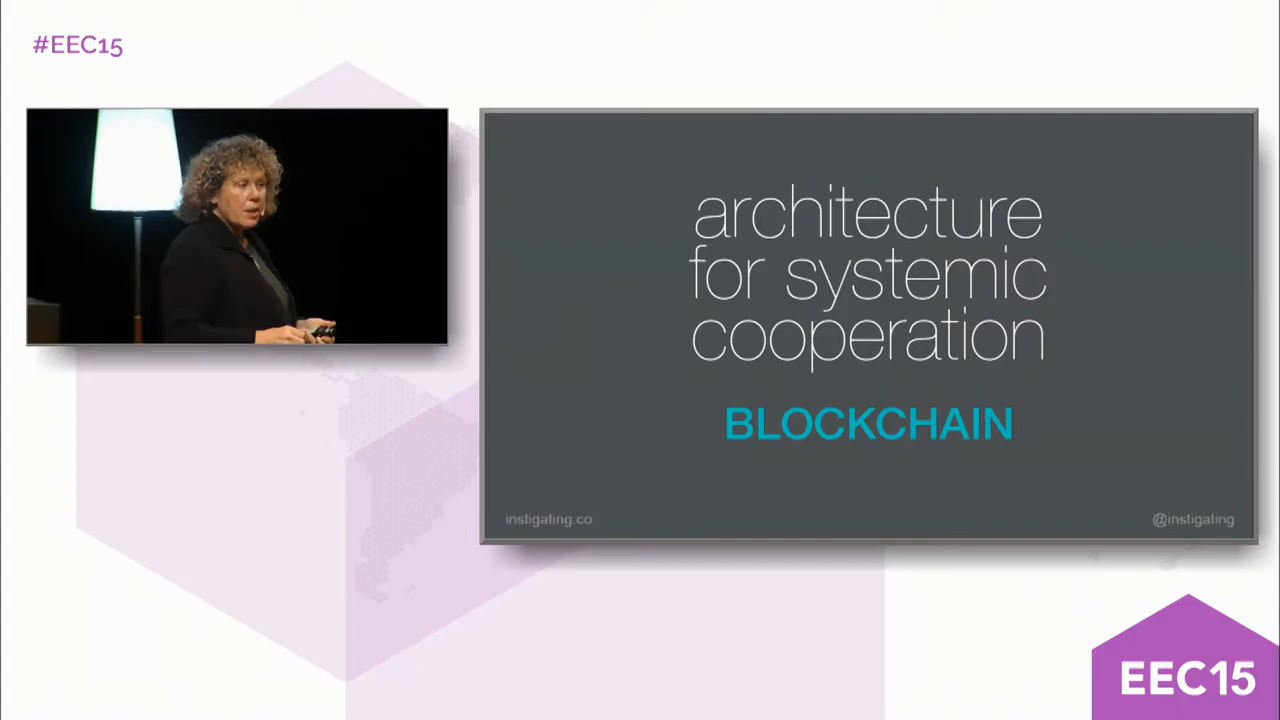 #EEC15
architecture
for systemic
cooperation
BLOCKCHAIN
instigating.co
@instigating
EEC15